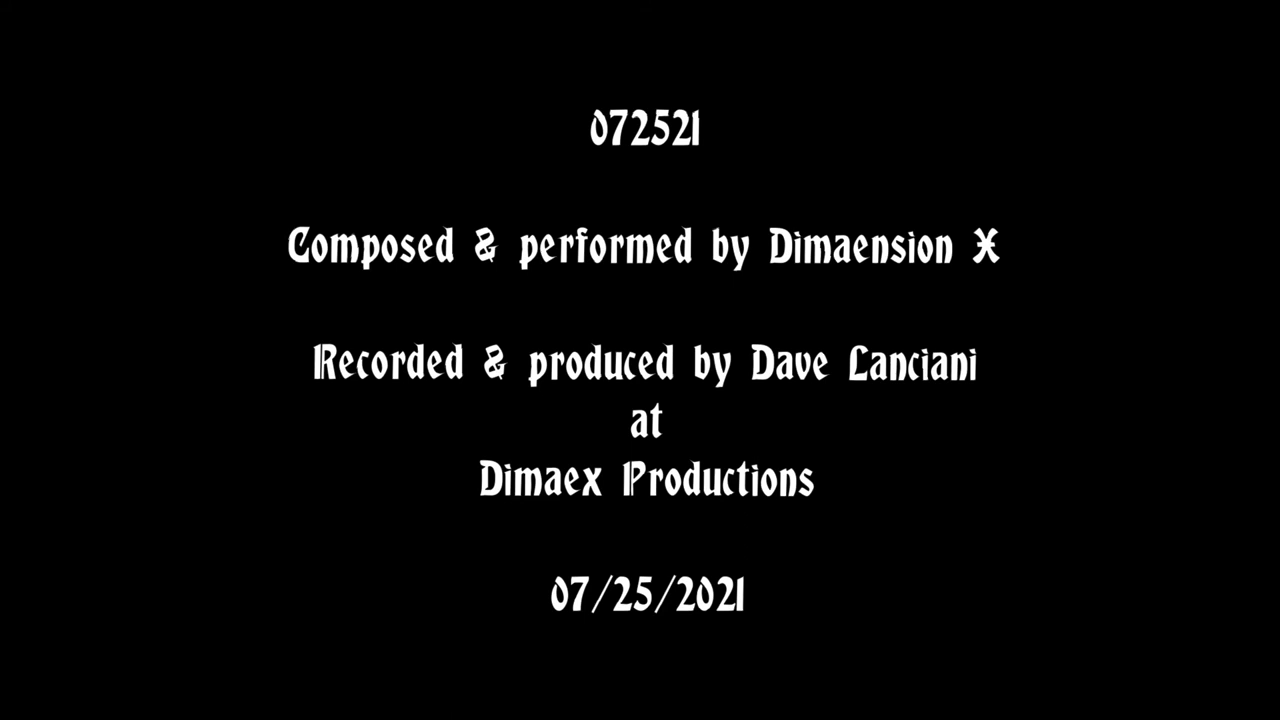 072521
Composed & performed by Dimaension X
Recorded & produced by Dave Lanciani
at
Dimaex Productions
07/25/2021